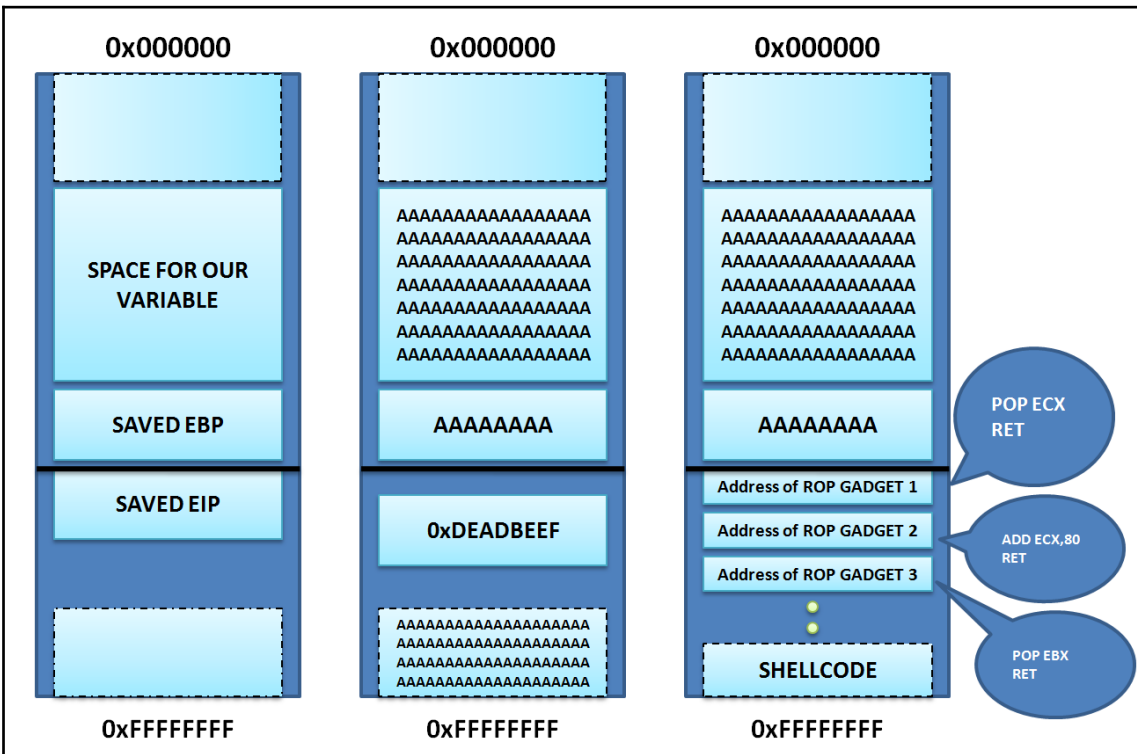 0x000000
SPACE FOR OUR
VARIABLE
SAVED EBP
SAVED EIP
0xFFFFFFFF
0x000000
AAAAAAAAAAAAAAAAA
AAAAAAAAAAAAAAAAA
AAAAAAAAAAAAAAAAA
AAAAAAAAAAAAAAAAA
AAAAAAAAAAAAAAAAA
AAAAAAAAAAAAAAAAA
AAAAAAAAAAAAAAAAA
AAAAAAAA
0xDEADBEEF
AAAAAAAAAAAAAAAAAAAA
AAAAAAAAAAAAAAAAAAAA
AAAAAAAAAAAAAAAAAAAA
AAAAAAAAAAAAAAAAAAAA
0xFFFFFFFF
0x000000
AAAAAAAAAAAAAAAAA
AAAAAAAAAAAAAAAAA
AAAAAAAAAAAAAAAAA
AAAAAAAAAAAAAAAAA
AAAAAAAAAAAAAAAAA
AAAAAAAAAAAAAAAAA
AAAAAAAAAAAAAAAAA
AAAAAAAA
Address of ROP GADGET 1
Address of ROP GADGET 2
Address of ROP GADGET 3
SHELLCODE
0xFFFFFFFF
POP ECX
RET
ADD ECX,80
RET
POP EBX
RET